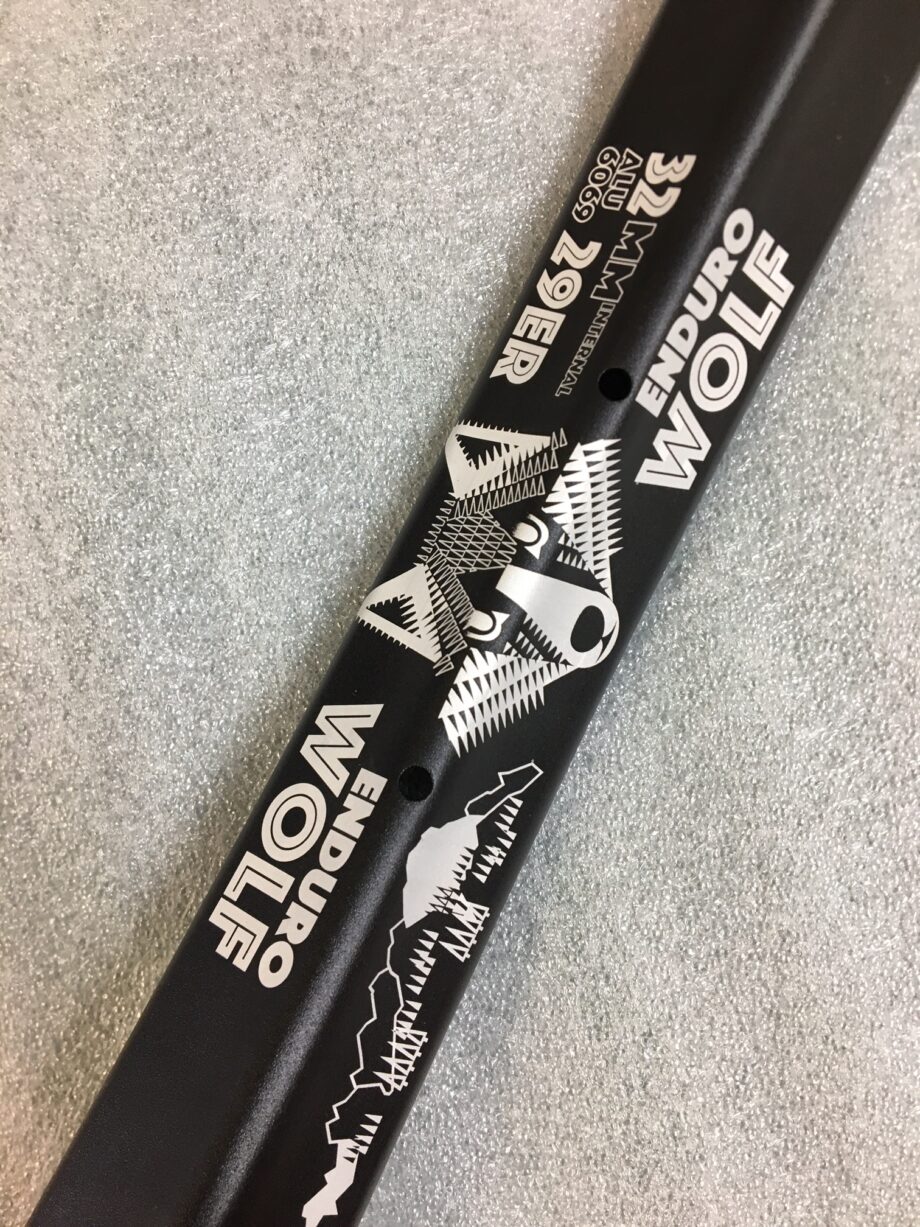 32 MM INTERNAL
ALU
6069
29ER
ENDURO
WOLF
ENDURO
WOLF